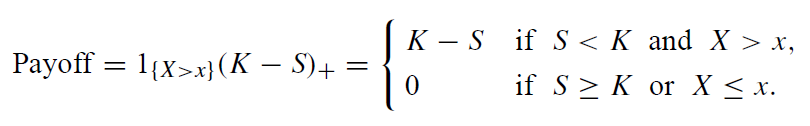 Payoff = 1_{\{X>x\}}(K − S)_+ = { K − S if S < K and X > x,
0 if S ≥ K or X ≤ x.